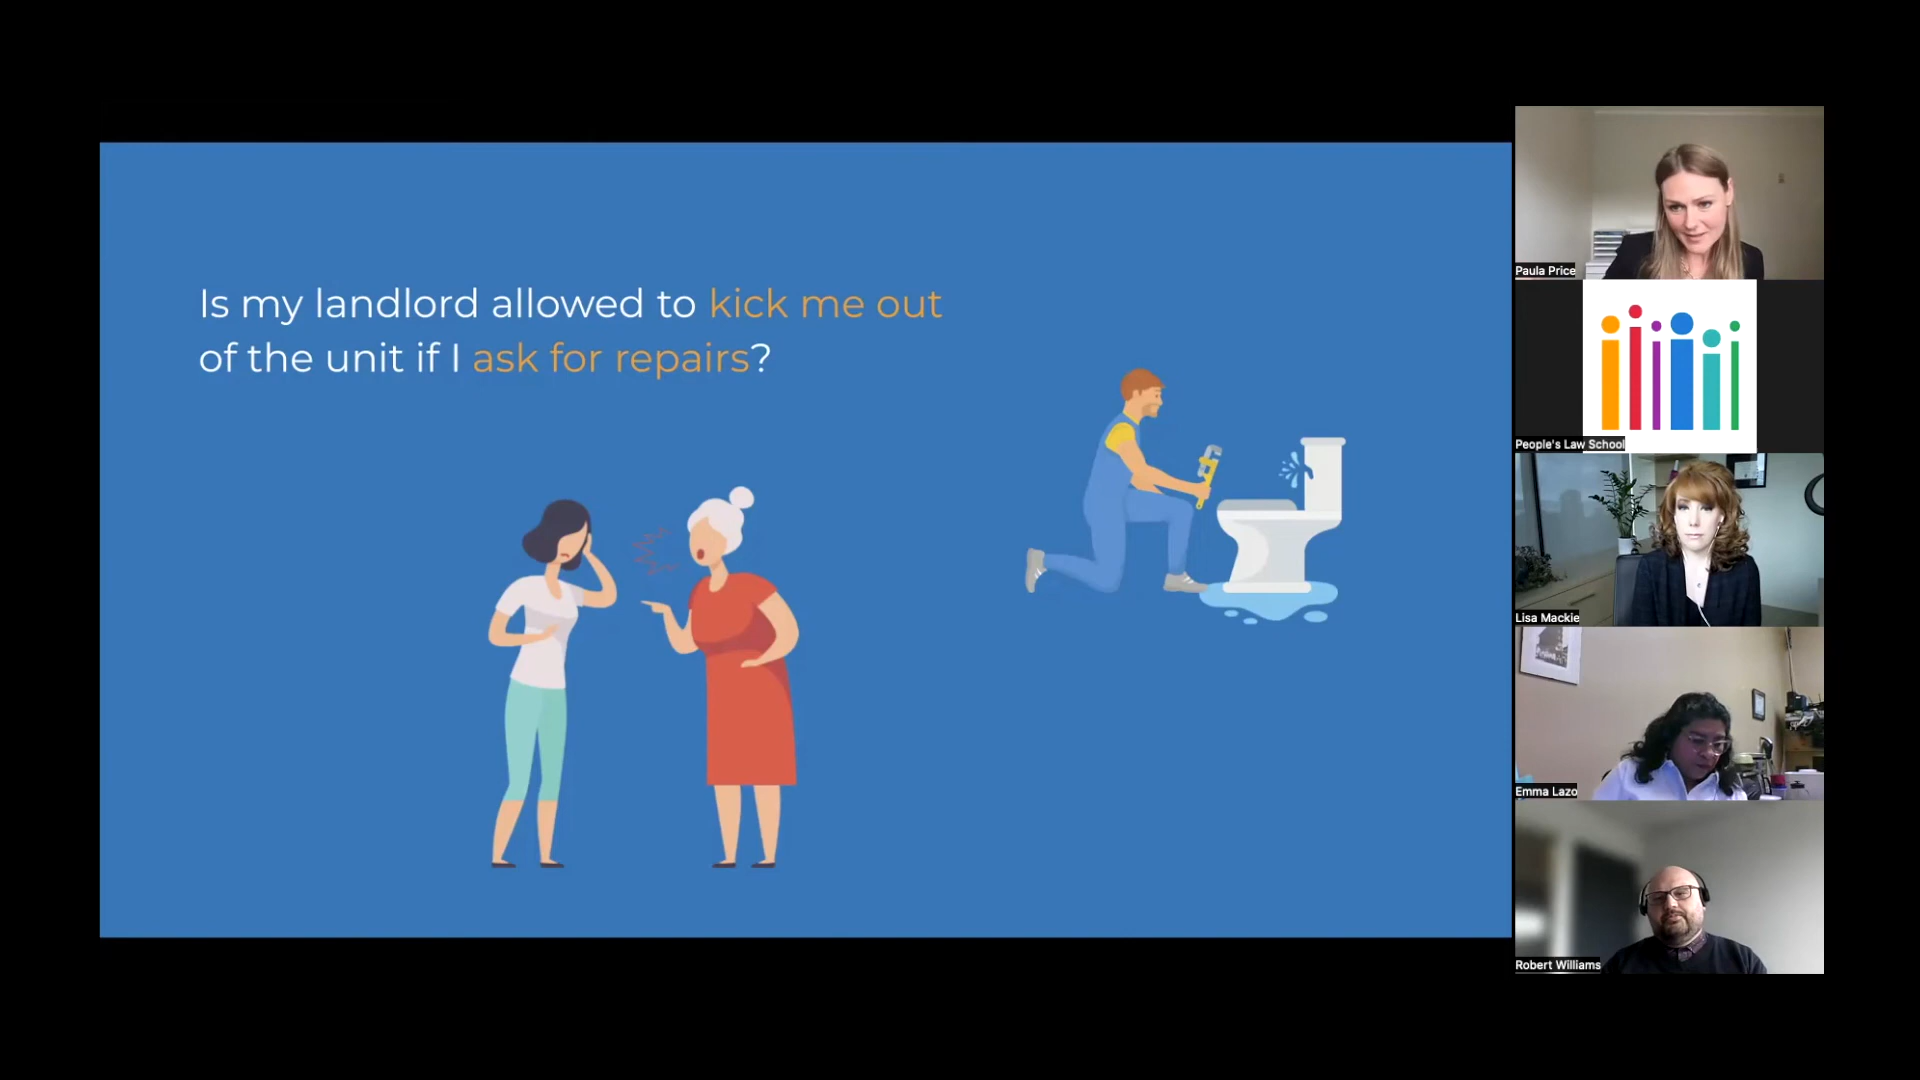 Is my landlord allowed to kick me out
of the unit if I ask for repairs?
Paula Price
People's Law School
Lisa Mackie
Emma Lazo
Robert Williams